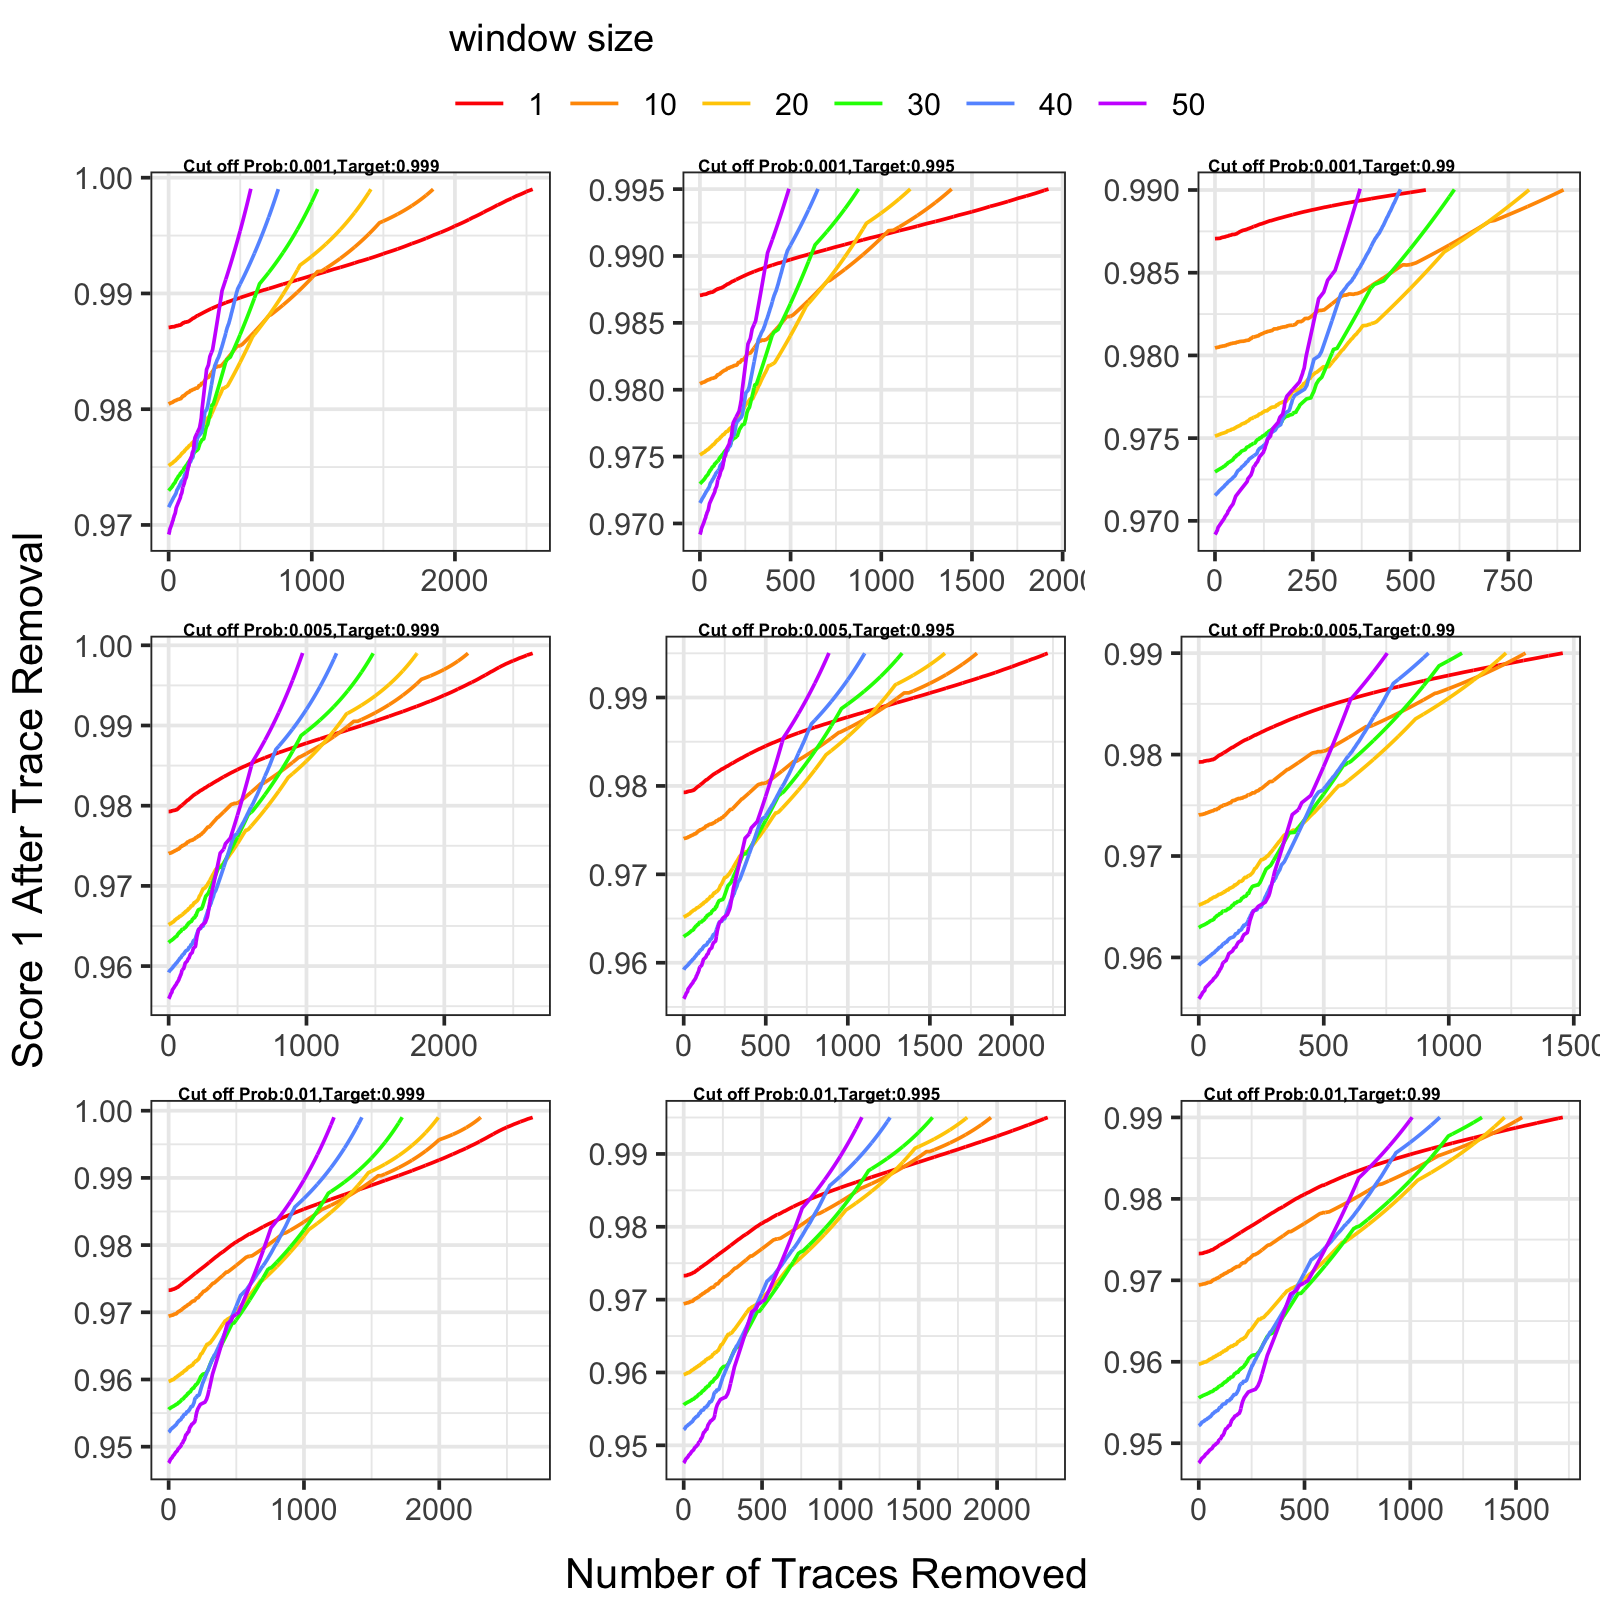 window size
1 10 20 30 40 50
Cut off Prob:0.001,Target:0.999
Cut off Prob:0.001,Target:0.995
Cut off Prob:0.001,Target:0.99
1.00
0.99
0.98
0.97
0 1000 2000
0.995
0.990
0.985
0.980
0.975
0.970
0 500 1000 1500 200
0.990
0.985
0.980
0.975
0.970
0 250 500 750
Cut off Prob:0.005,Target:0.999
Cut off Prob:0.005,Target:0.995
Cut off Prob:0.005,Target:0.99
1.00
0.99
0.98
0.97
0.96
0 1000 2000
0.99
0.98
0.97
0.96
0 500 1000 1500 2000
0.99
0.98
0.97
0.96
0 500 1000 1500
Cut off Prob:0.01,Target:0.999
Cut off Prob:0.01,Target:0.995
Cut off Prob:0.01,Target:0.99
1.00
0.99
0.98
0.97
0.96
0.95
0 1000 2000
0.99
0.98
0.97
0.96
0.95
0 500 1000 1500 2000
0.99
0.98
0.97
0.96
0.95
0 500 1000 1500
Score 1 After Trace Removal
Number of Traces Removed